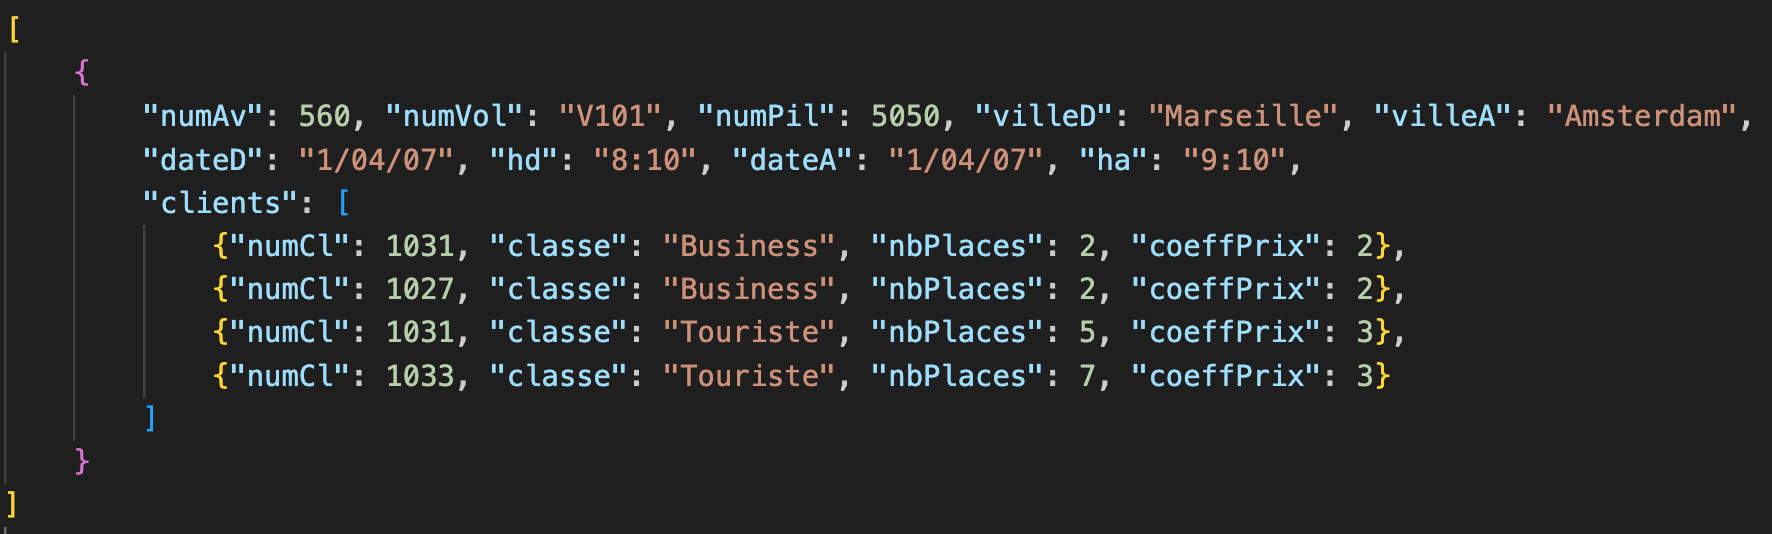 [
{
"numAv": 560, "numVol": "V101", "numPil": 5050, "villeD": "Marseille", "villeA": "Amsterdam",
"dateD": "1/04/07", "hd": "8:10", "dateA": "1/04/07", "ha": "9:10",
"clients": [
{"numCl": 1031, "classe": "Business", "nbPlaces": 2, "coeffPrix": 2},
{"numCl": 1027, "classe": "Business", "nbPlaces": 2, "coeffPrix": 2},
{"numCl": 1031, "classe": "Touriste", "nbPlaces": 5, "coeffPrix": 3},
{"numCl": 1033, "classe": "Touriste", "nbPlaces": 7, "coeffPrix": 3}
]
}
]